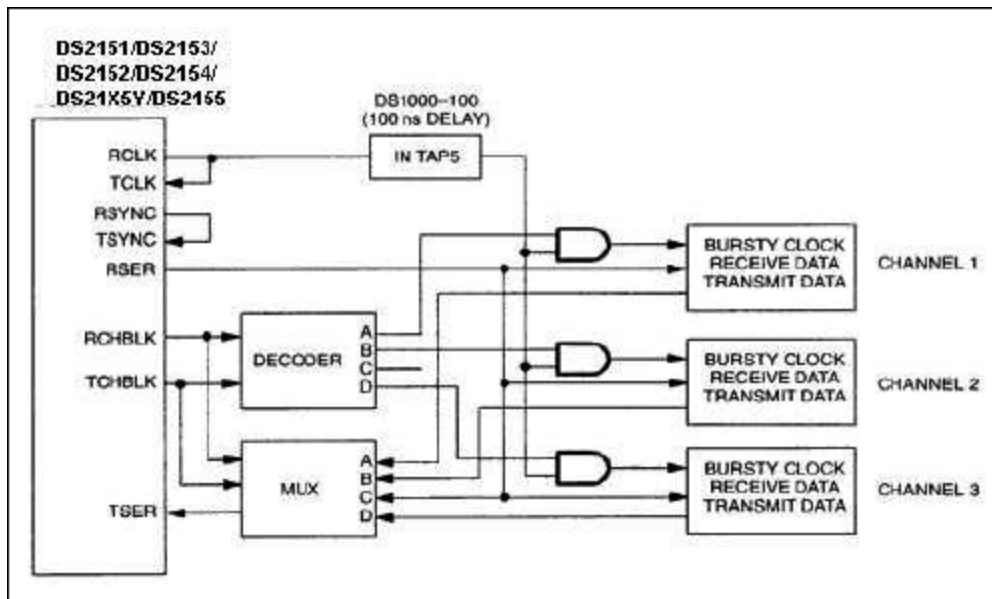 DS2151/DS2153/
DS2152/DS2154/
DS21X5Y/DS2155
DS1000-100
(100 ns DELAY)
IN TAP5
RCLK
TCLK
RSYNC
TSYNC
RSER
RCHBLK
TCHBLK
TSER
DECODER
A
B
C
D
MUX
A
B
C
D
BURSTY CLOCK
RECEIVE DATA
TRANSMIT DATA
CHANNEL 1
BURSTY CLOCK
RECEIVE DATA
TRANSMIT DATA
CHANNEL 2
BURSTY CLOCK
RECEIVE DATA
TRANSMIT DATA
CHANNEL 3